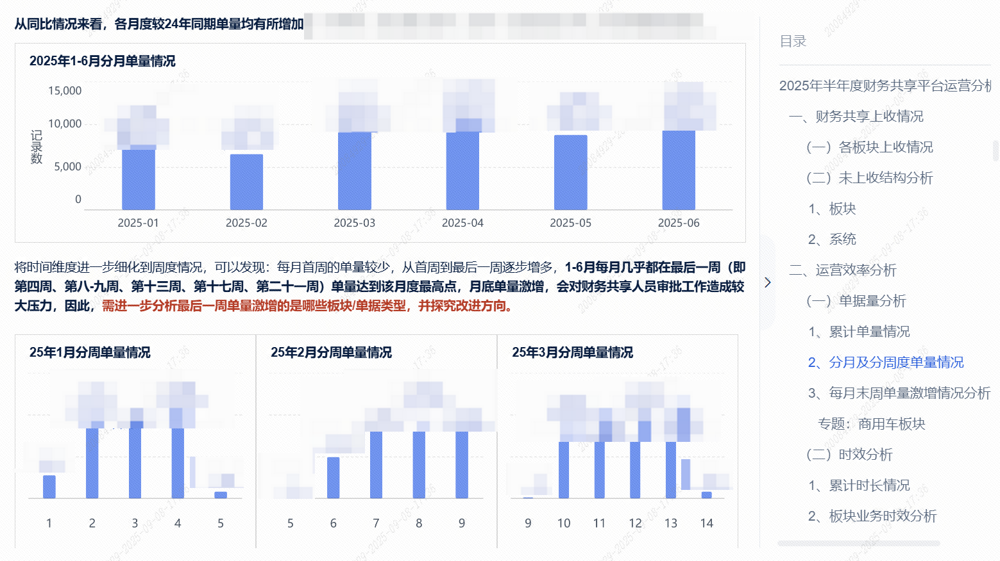 从同比情况来看，各月度较24年同期单量均有所增加
2025年1-6月分月单量情况
记录数
15,000
10,000
5,000
0
2025-01
2025-02
2025-03
2025-04
2025-05
2025-06
将时间维度进一步细化到周度情况，可以发现：每月首周的单量较少，从首周到最后一周逐步增多，1-6月每月几乎都在最后一周（即
第四周、第八-九周、第十三周、第十七周、第二十一周）单量达到该月度最高点，月底单量激增，会对财务共享人员审批工作造成较
大压力，因此，需进一步分析最后一周单量激增的是哪些板块/单据类型，并探究改进方向。
25年1月分周单量情况
1 2 3 4 5
25年2月分周单量情况
5 6 7 8 9
25年3月分周单量情况
9 10 11 12 13 14
目录
2025年半年度财务共享平台运营分析
一、财务共享上收情况
（一）各板块上收情况
（二）未上收结构分析
1、板块
2、系统
二、运营效率分析
（一）单据量分析
1、累计单量情况
2、分月及分周度单量情况
3、每月末周单量激增情况分析
专题：商用车板块
（二）时效分析
1、累计时长情况
2、板块业务时效分析
20084929-2025-09-08-17:36